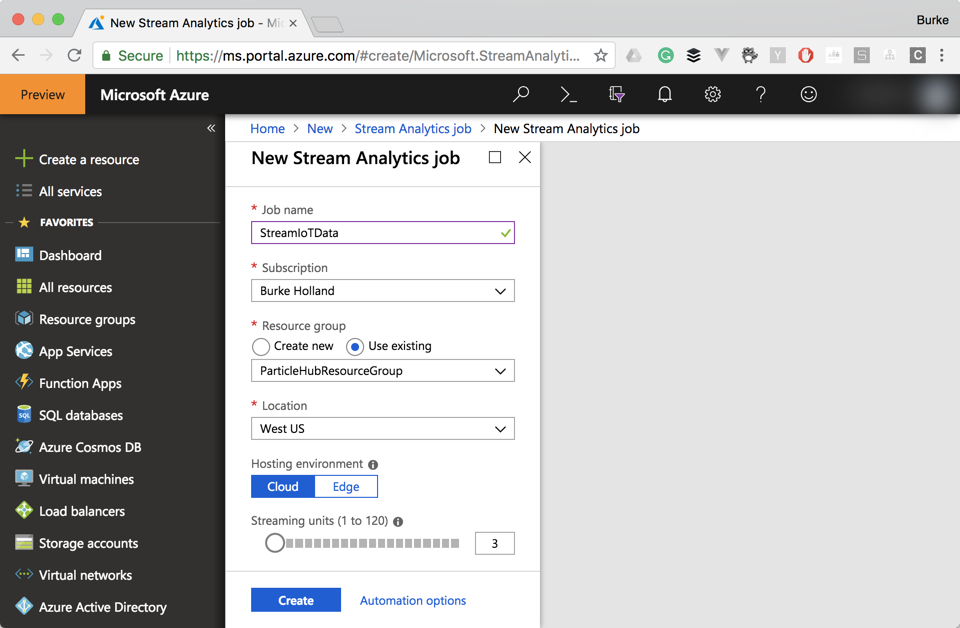 New Stream Analytics job - Mi
Burke
Secure https://ms.portal.azure.com/#create/Microsoft.StreamAnalyti...
Preview
Microsoft Azure
Home > New > Stream Analytics job > New Stream Analytics job
Create a resource
All services
FAVORITES
Dashboard
All resources
Resource groups
App Services
Function Apps
SQL databases
Azure Cosmos DB
Virtual machines
Load balancers
Storage accounts
Virtual networks
Azure Active Directory
New Stream Analytics job
* Job name
StreamIoTData
* Subscription
Burke Holland
* Resource group
Create new Use existing
ParticleHubResourceGroup
* Location
West US
Hosting environment
Cloud Edge
Streaming units (1 to 120)
3
Create Automation options